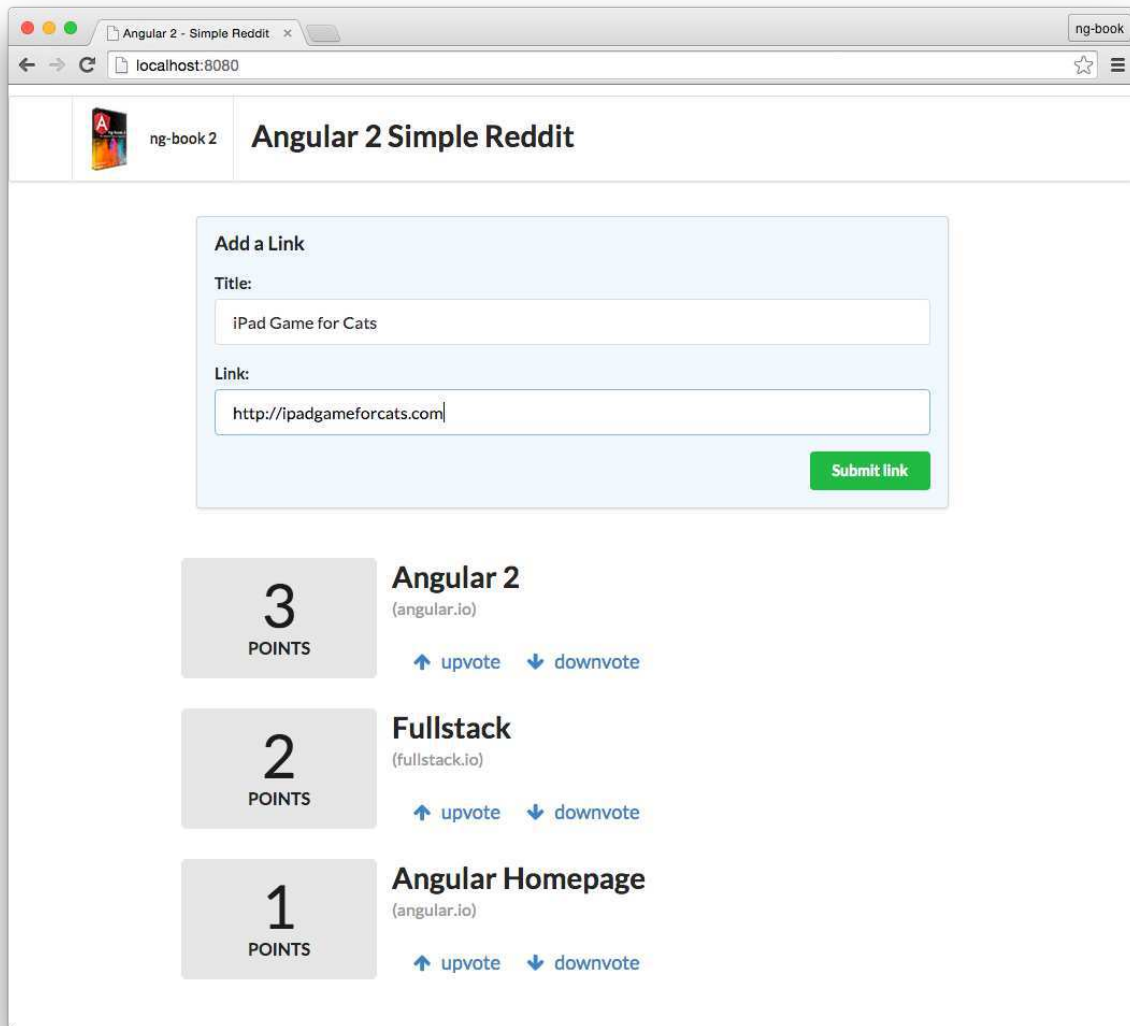 Angular 2 - Simple Reddit
ng-book
localhost:8080
ng-book 2
Angular 2 Simple Reddit
Add a Link
Title:
iPad Game for Cats
Link:
http://ipadgameforcats.com
Submit link
3
POINTS
Angular 2
(angular.io)
upvote downvote
2
POINTS
Fullstack
(fullstack.io)
upvote downvote
1
POINTS
Angular Homepage
(angular.io)
upvote downvote